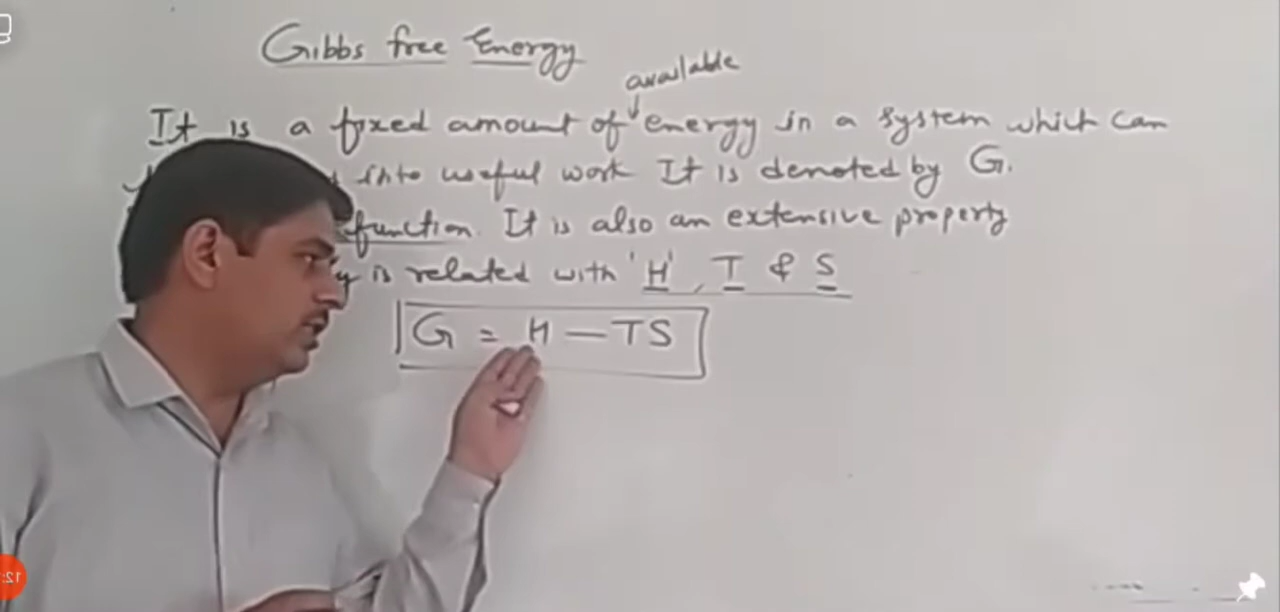 Gibbs free Energy
available
It is a fixed amount of energy in a system which can
into useful work It is denoted by G.
function. It is also an extensive property
is related with 'H', T & S
G = H – TS